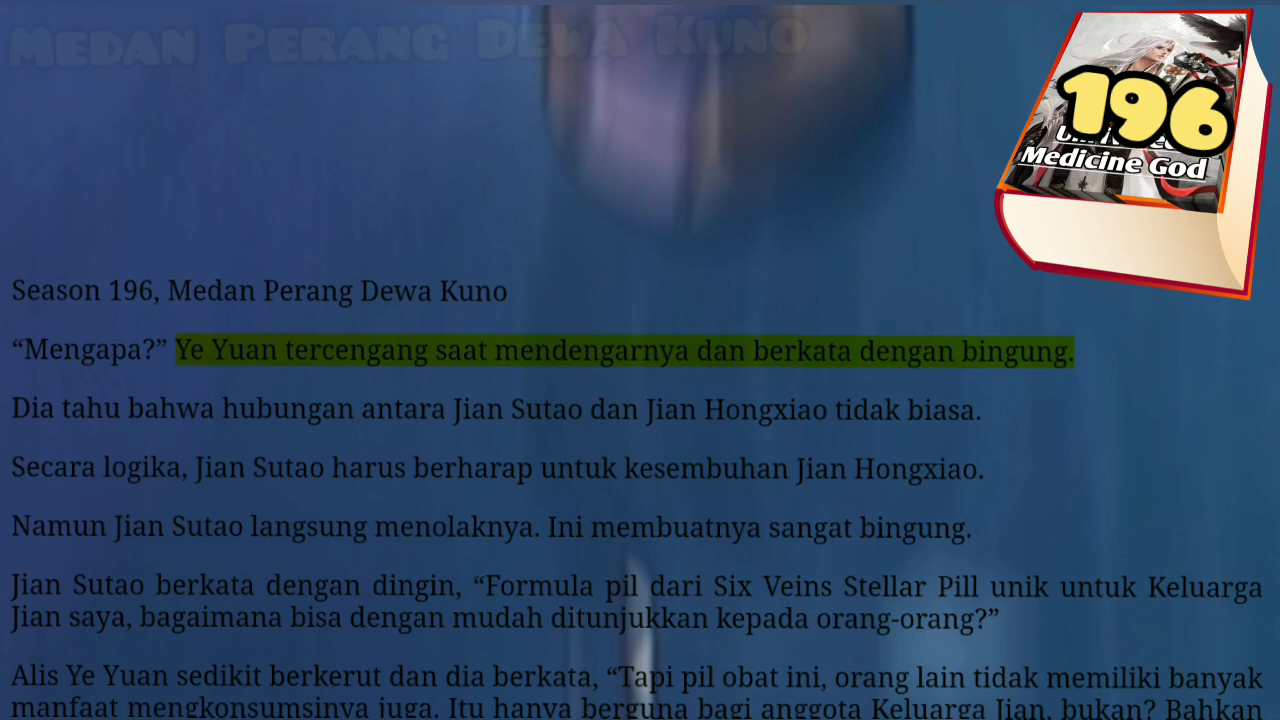 Medan Perang Dewa Kuno
196
Medicine God
Season 196, Medan Perang Dewa Kuno
“Mengapa?” Ye Yuan tercengang saat mendengarnya dan berkata dengan bingung.
Dia tahu bahwa hubungan antara Jian Sutao dan Jian Hongxiao tidak biasa.
Secara logika, Jian Sutao harus berharap untuk kesembuhan Jian Hongxiao.
Namun Jian Sutao langsung menolaknya. Ini membuatnya sangat bingung.
Jian Sutao berkata dengan dingin, “Formula pil dari Six Veins Stellar Pill unik untuk Keluarga
Jian saya, bagaimana bisa dengan mudah ditunjukkan kepada orang-orang?”
Alis Ye Yuan sedikit berkerut dan dia berkata, “Tapi pil obat ini, orang lain tidak memiliki banyak
manfaat mengkonsumsinya juga. Itu hanya berguna bagi anggota Keluarga Jian, bukan? Bahkan